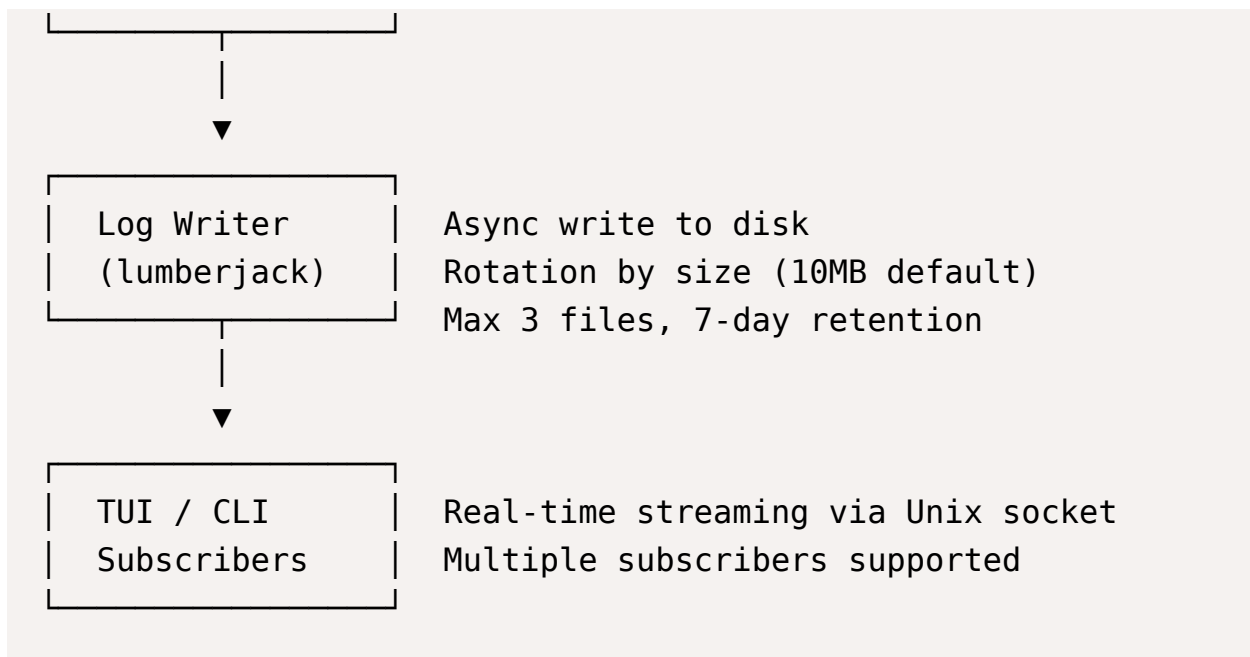 Log Writer Async write to disk
(lumberjack) Rotation by size (10MB default)
Max 3 files, 7-day retention
TUI / CLI Real-time streaming via Unix socket
Subscribers Multiple subscribers supported